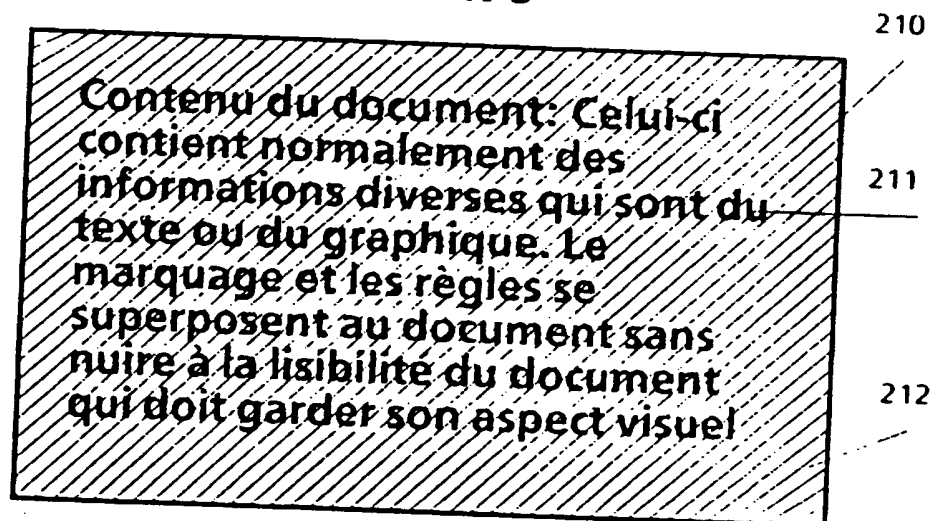 210
Contenu du document: Celui-ci
contient normalement des
informations diverses qui sont du
211
texte ou du graphique. Le
marquage et les règles se
superposent au document sans
nuire à la lisibilité du document
212
qui doit garder son aspect visuel